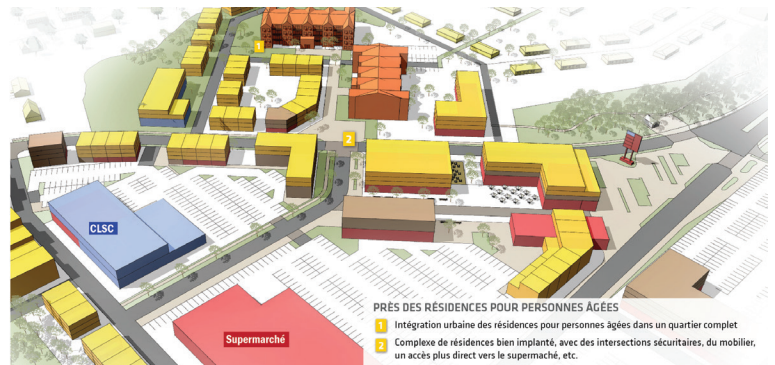 1
2
CLSC
Supermarché
PRÈS DES RÉSIDENCES POUR PERSONNES ÂGÉES
1 Intégration urbaine des résidences pour personnes âgées dans un quartier complet
2 Complexe de résidences bien implanté, avec des intersections sécuritaires, du mobilier,
un accès plus direct vers le supermaché, etc.